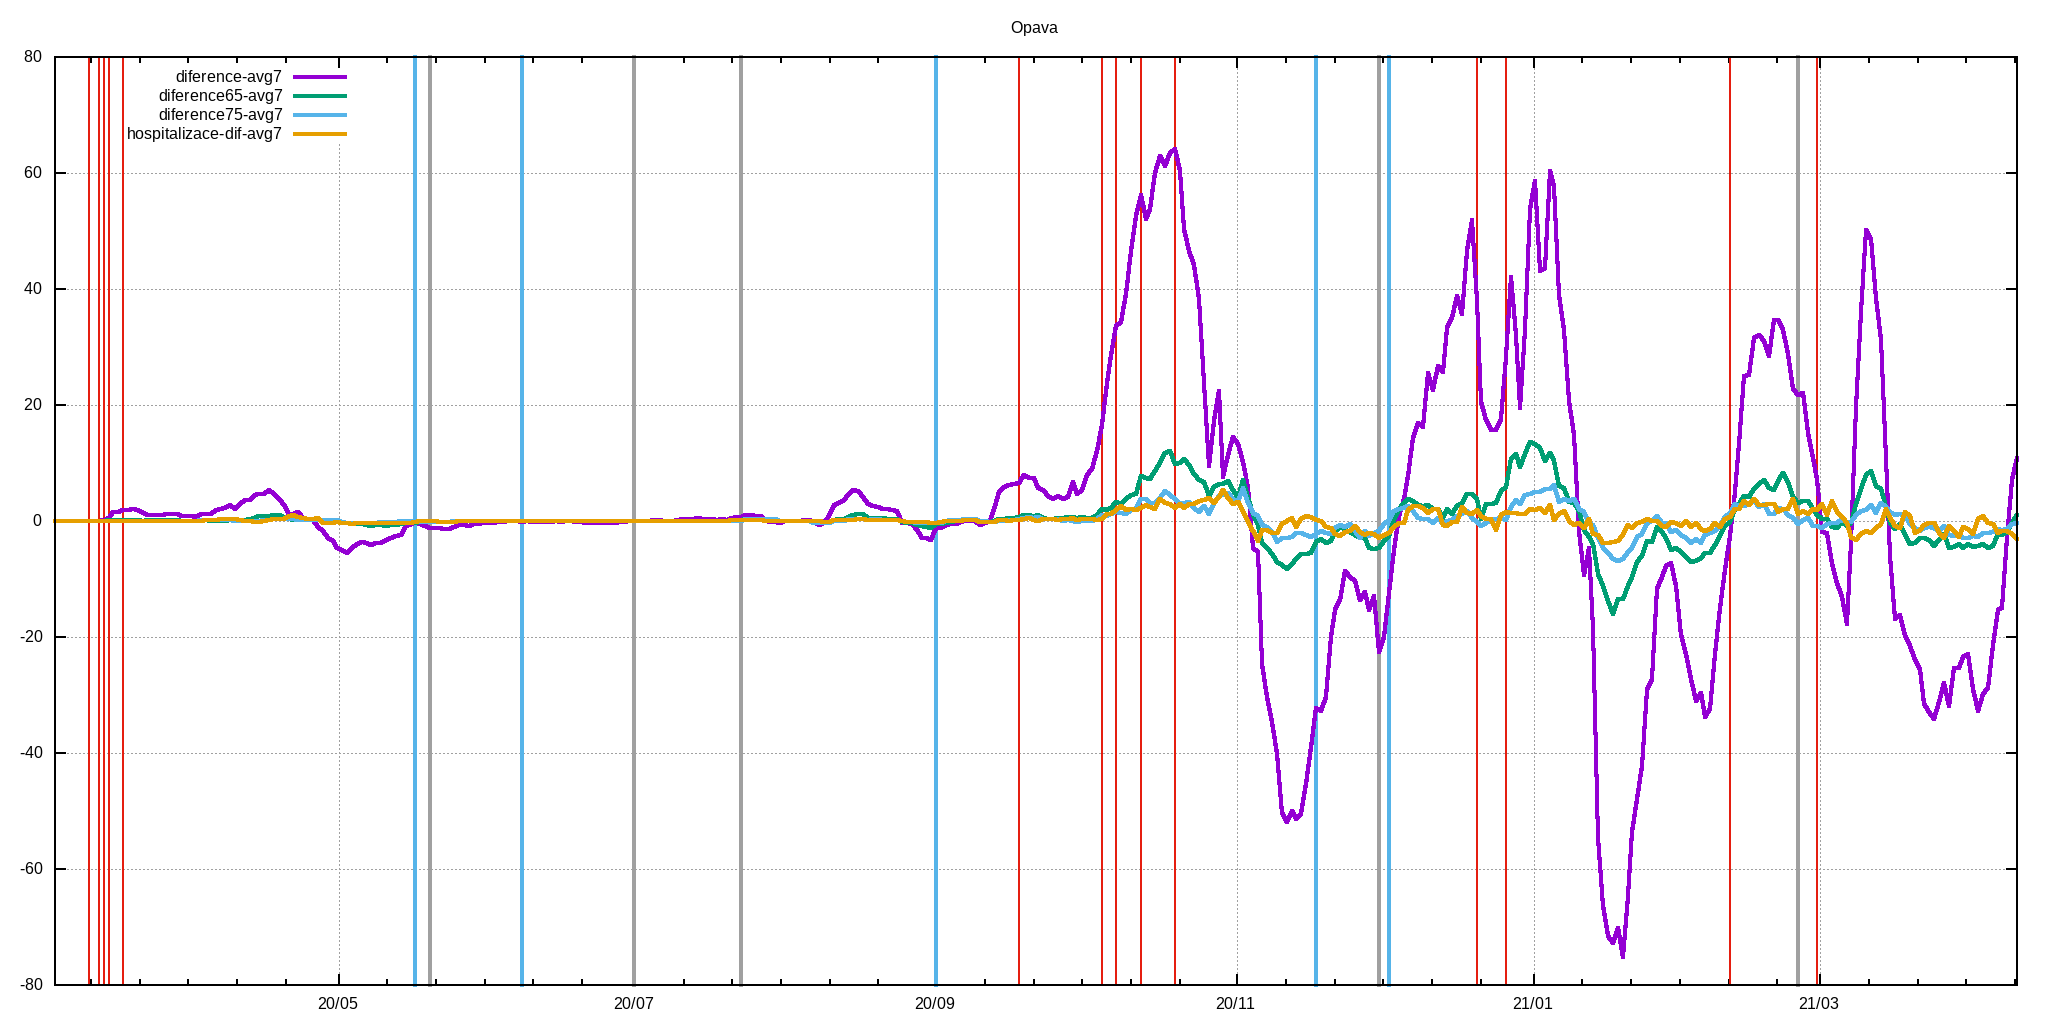 Opava
80
diference-avg7
diference65-avg7
diference75-avg7
hospitalizace-dif-avg7
60
40
20
0
-20
-40
-60
-80
20/05 20/07 20/09 20/11 21/01 21/03